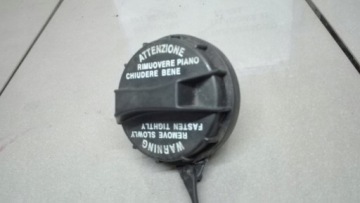 ATTENZIONE
RIMUOVERE PIANO
CHIUDERE BENE
WARNING
REMOVE SLOWLY
FASTEN TIGHTLY